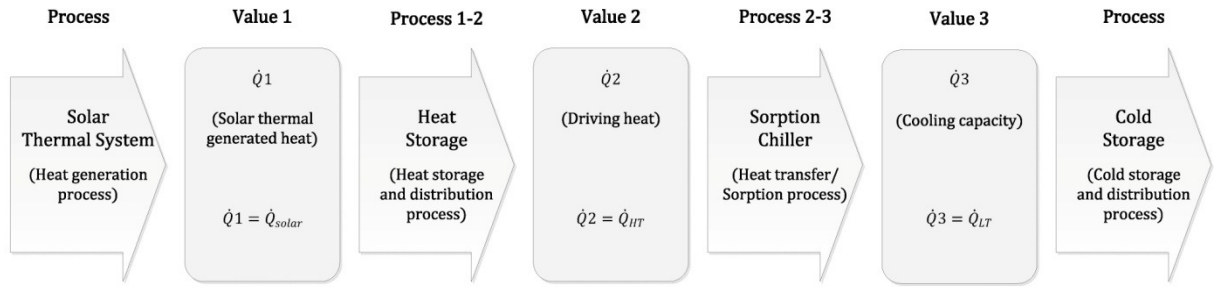 Process
Value 1
Process 1-2
Value 2
Process 2-3
Value 3
Process
Solar
Thermal System
(Heat generation
process)
Q̇1
(Solar thermal
generated heat)
Q̇1 = Q̇solar
Heat
Storage
(Heat storage
and distribution
process)
Q̇2
(Driving heat)
Q̇2 = Q̇HT
Sorption
Chiller
(Heat transfer/
Sorption process)
Q̇3
(Cooling capacity)
Q̇3 = Q̇LT
Cold
Storage
(Cold storage
and distribution
process)